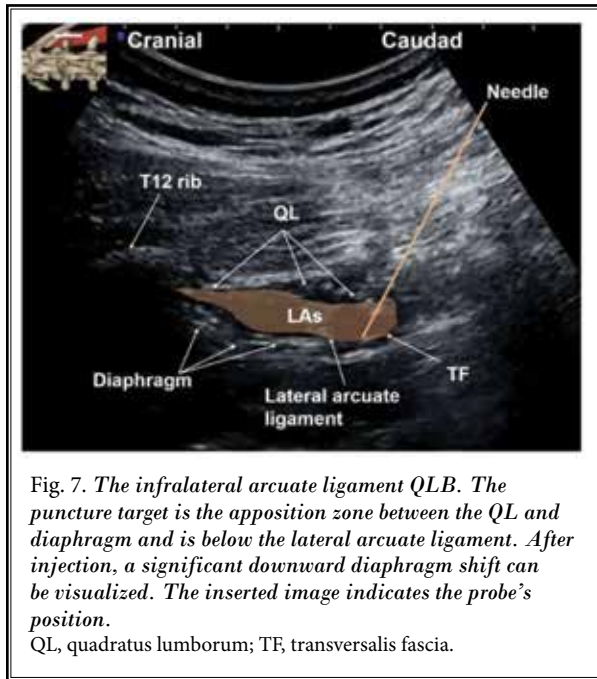 Cranial
Caudad
Needle
T12 rib
QL
LAs
Diaphragm
Lateral arcuate
ligament
TF
Fig. 7. The infralateral arcuate ligament QLB. The
puncture target is the apposition zone between the QL and
diaphragm and is below the lateral arcuate ligament. After
injection, a significant downward diaphragm shift can
be visualized. The inserted image indicates the probe's
position.
QL, quadratus lumborum; TF, transversalis fascia.